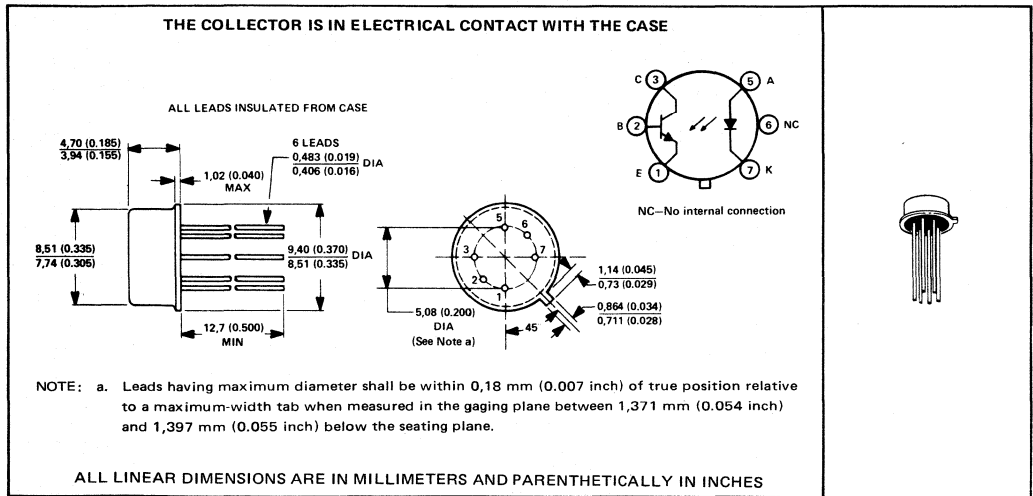 THE COLLECTOR IS IN ELECTRICAL CONTACT WITH THE CASE
ALL LEADS INSULATED FROM CASE
4,70 (0.185)
3,94 (0.155)
1,02 (0.040)
MAX
6 LEADS
0,483 (0.019)
0,406 (0.016)
DIA
8,51 (0.335)
7,74 (0.305)
9,40 (0.370)
8,51 (0.335)
DIA
12,7 (0.500)
MIN
5
6
3
7
2
1
5,08 (0.200)
DIA
(See Note a)
45
1,14 (0.045)
0,73 (0.029)
0,864 (0.034)
0,711 (0.028)
C 3
5 A
B 2
6 NC
E 1
7 K
NC—No internal connection
NOTE: a. Leads having maximum diameter shall be within 0,18 mm (0.007 inch) of true position relative
to a maximum-width tab when measured in the gaging plane between 1,371 mm (0.054 inch)
and 1,397 mm (0.055 inch) below the seating plane.
ALL LINEAR DIMENSIONS ARE IN MILLIMETERS AND PARENTHETICALLY IN INCHES